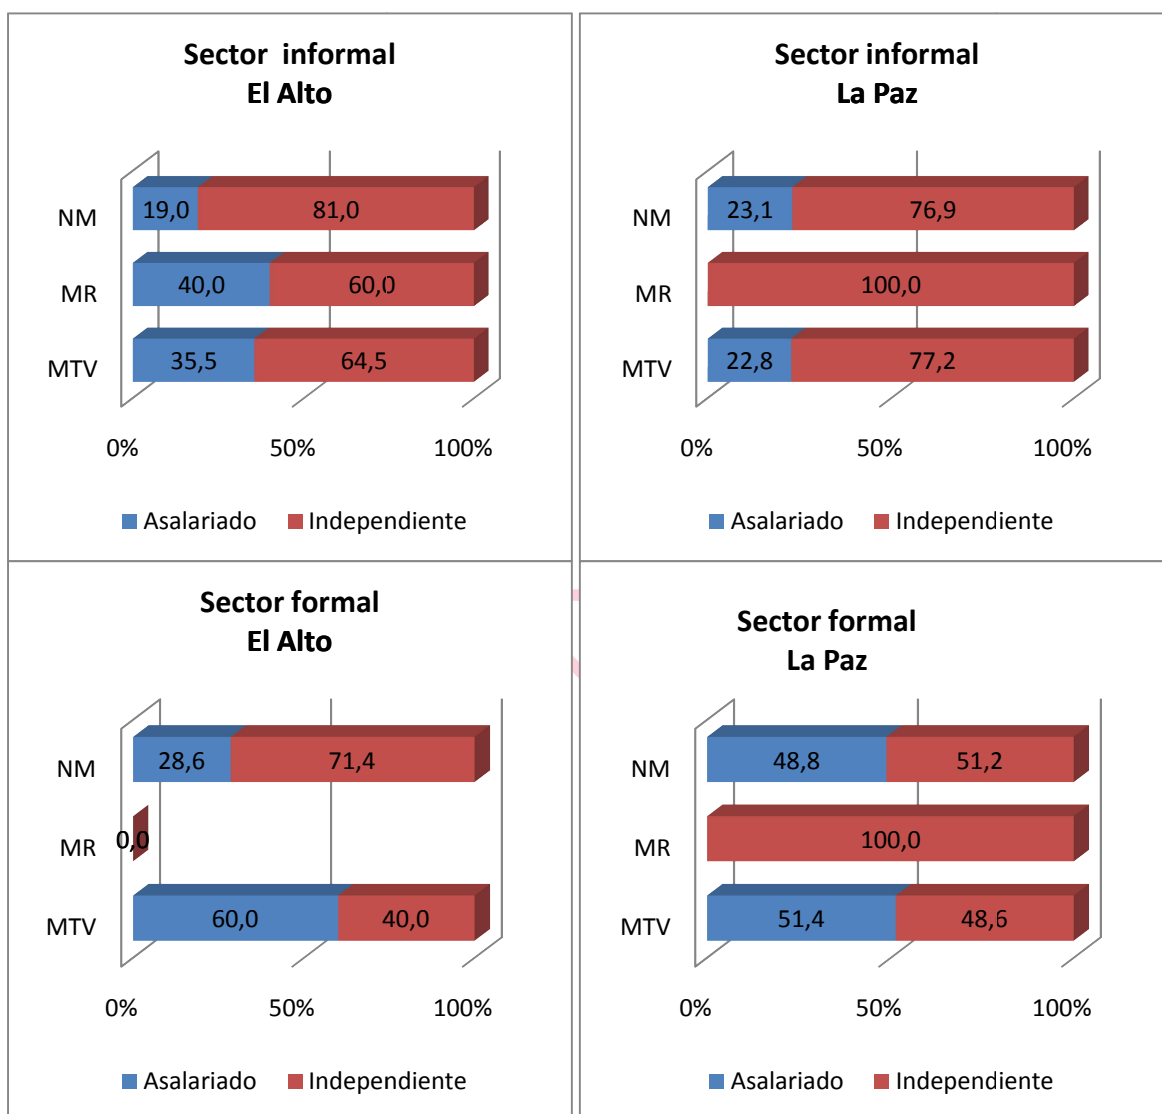 Sector informal
El Alto
NM 19,0 81,0
MR 40,0 60,0
MTV 35,5 64,5
0% 50% 100%
Asalariado Independiente
Sector informal
La Paz
NM 23,1 76,9
MR 100,0
MTV 22,8 77,2
0% 50% 100%
Asalariado Independiente
Sector formal
El Alto
NM 28,6 71,4
MR 0,0
MTV 60,0 40,0
0% 50% 100%
Asalariado Independiente
Sector formal
La Paz
NM 48,8 51,2
MR 100,0
MTV 51,4 48,6
0% 50% 100%
Asalariado Independiente